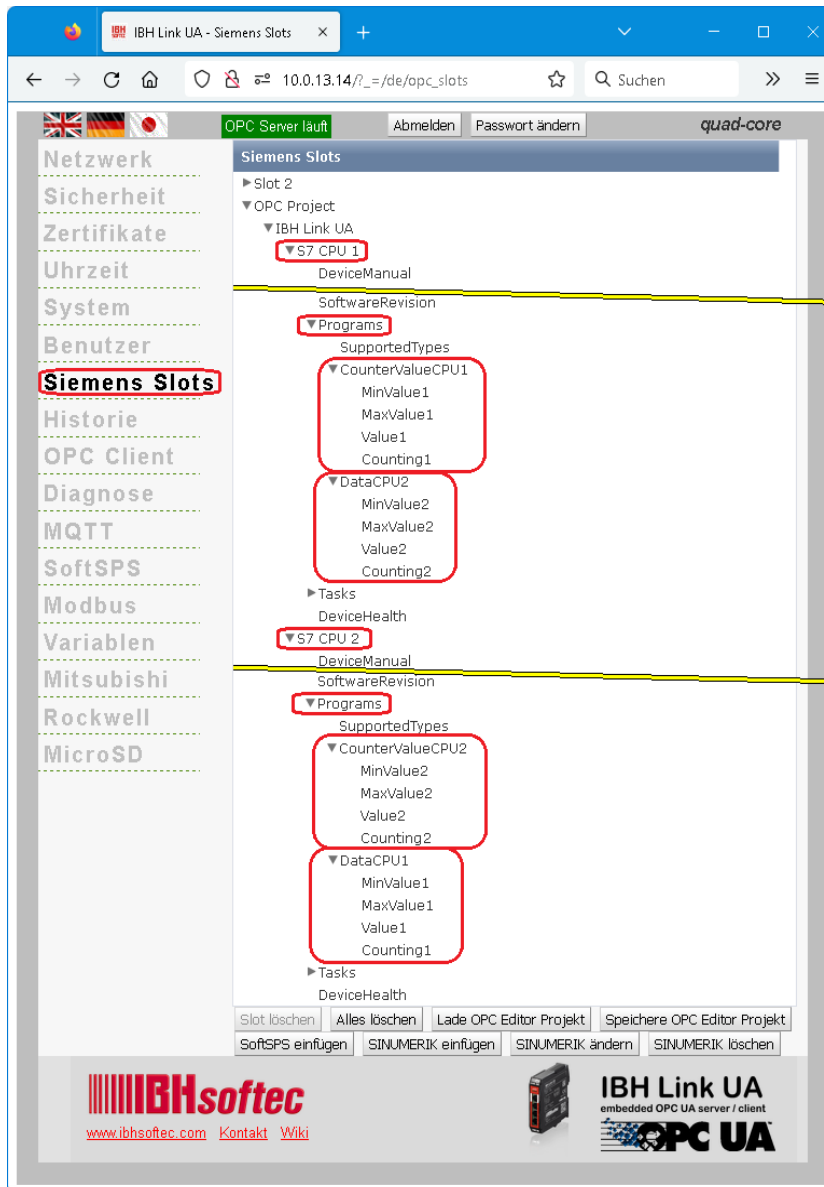 IBH Link UA - Siemens Slots
10.0.13.14/?_=/de/opc_slots
Suchen
OPC Server läuft
Abmelden
Passwort ändern
quad-core
Netzwerk
Sicherheit
Zertifikate
Uhrzeit
System
Benutzer
Siemens Slots
Historie
OPC Client
Diagnose
MQTT
SoftSPS
Modbus
Variablen
Mitsubishi
Rockwell
MicroSD
Siemens Slots
Slot 2
OPC Project
IBH Link UA
S7 CPU 1
DeviceManual
SoftwareRevision
Programs
SupportedTypes
CounterValueCPU1
MinValue1
MaxValue1
Value1
Counting1
DataCPU2
MinValue2
MaxValue2
Value2
Counting2
Tasks
DeviceHealth
S7 CPU 2
DeviceManual
SoftwareRevision
Programs
SupportedTypes
CounterValueCPU2
MinValue2
MaxValue2
Value2
Counting2
DataCPU1
MinValue1
MaxValue1
Value1
Counting1
Tasks
DeviceHealth
Slot löschen
Alles löschen
Lade OPC Editor Projekt
Speichere OPC Editor Projekt
SoftSPS einfügen
SINUMERIK einfügen
SINUMERIK ändern
SINUMERIK löschen
IBHsoftec
www.ibhsoftec.com Kontakt Wiki
IBH Link UA
embedded OPC UA server / client
OPC UA